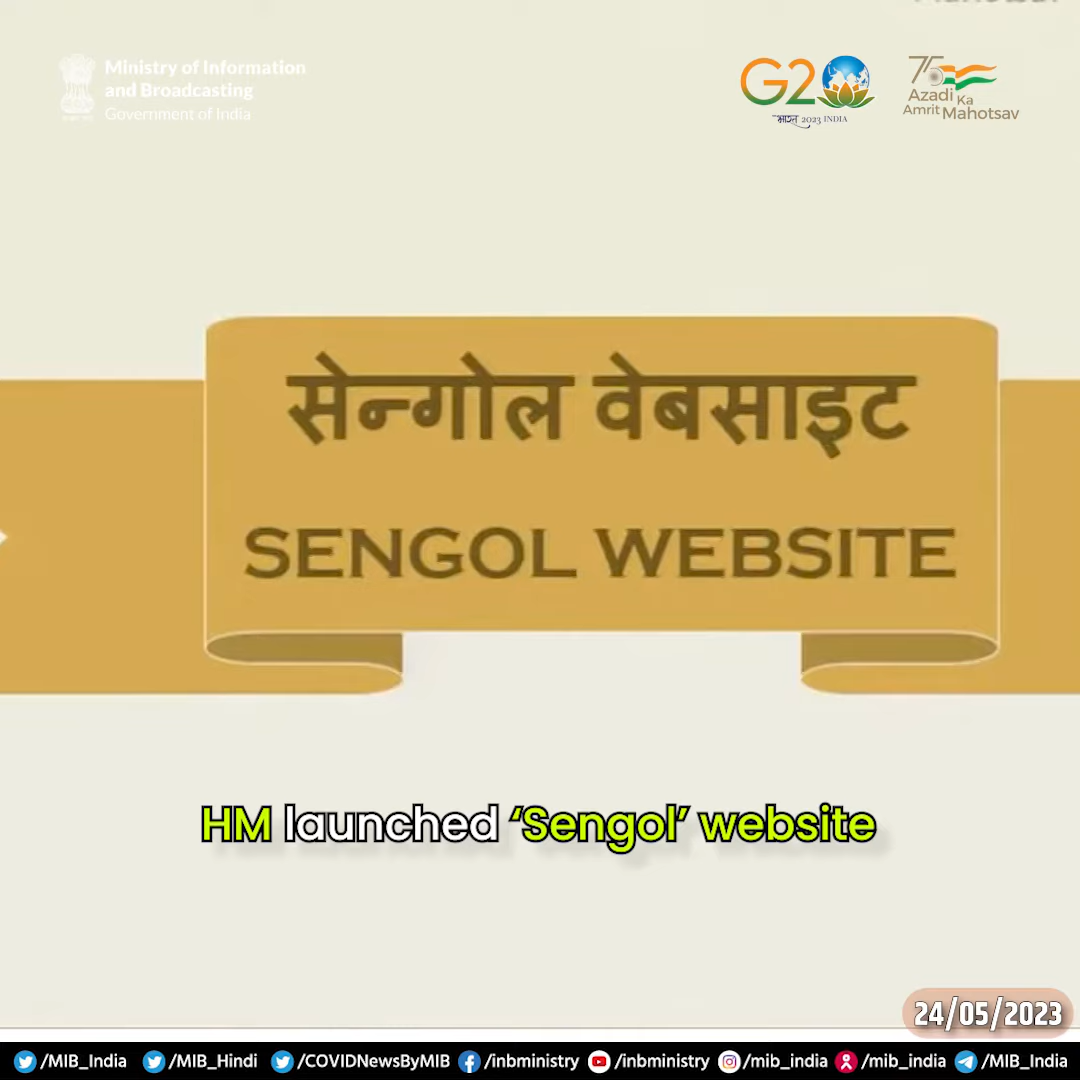 Ministry of Information
and Broadcasting
Government of India
G20
भारत 2023 INDIA
75
Azadi Ka
Amrit Mahotsav
सेन्गोल वेबसाइट
SENGOL WEBSITE
HM launched ‘Sengol’ website
24/05/2023
/MIB_India /MIB_Hindi /COVIDNewsByMIB /inbministry /inbministry /mib_india /mib_india /MIB_India